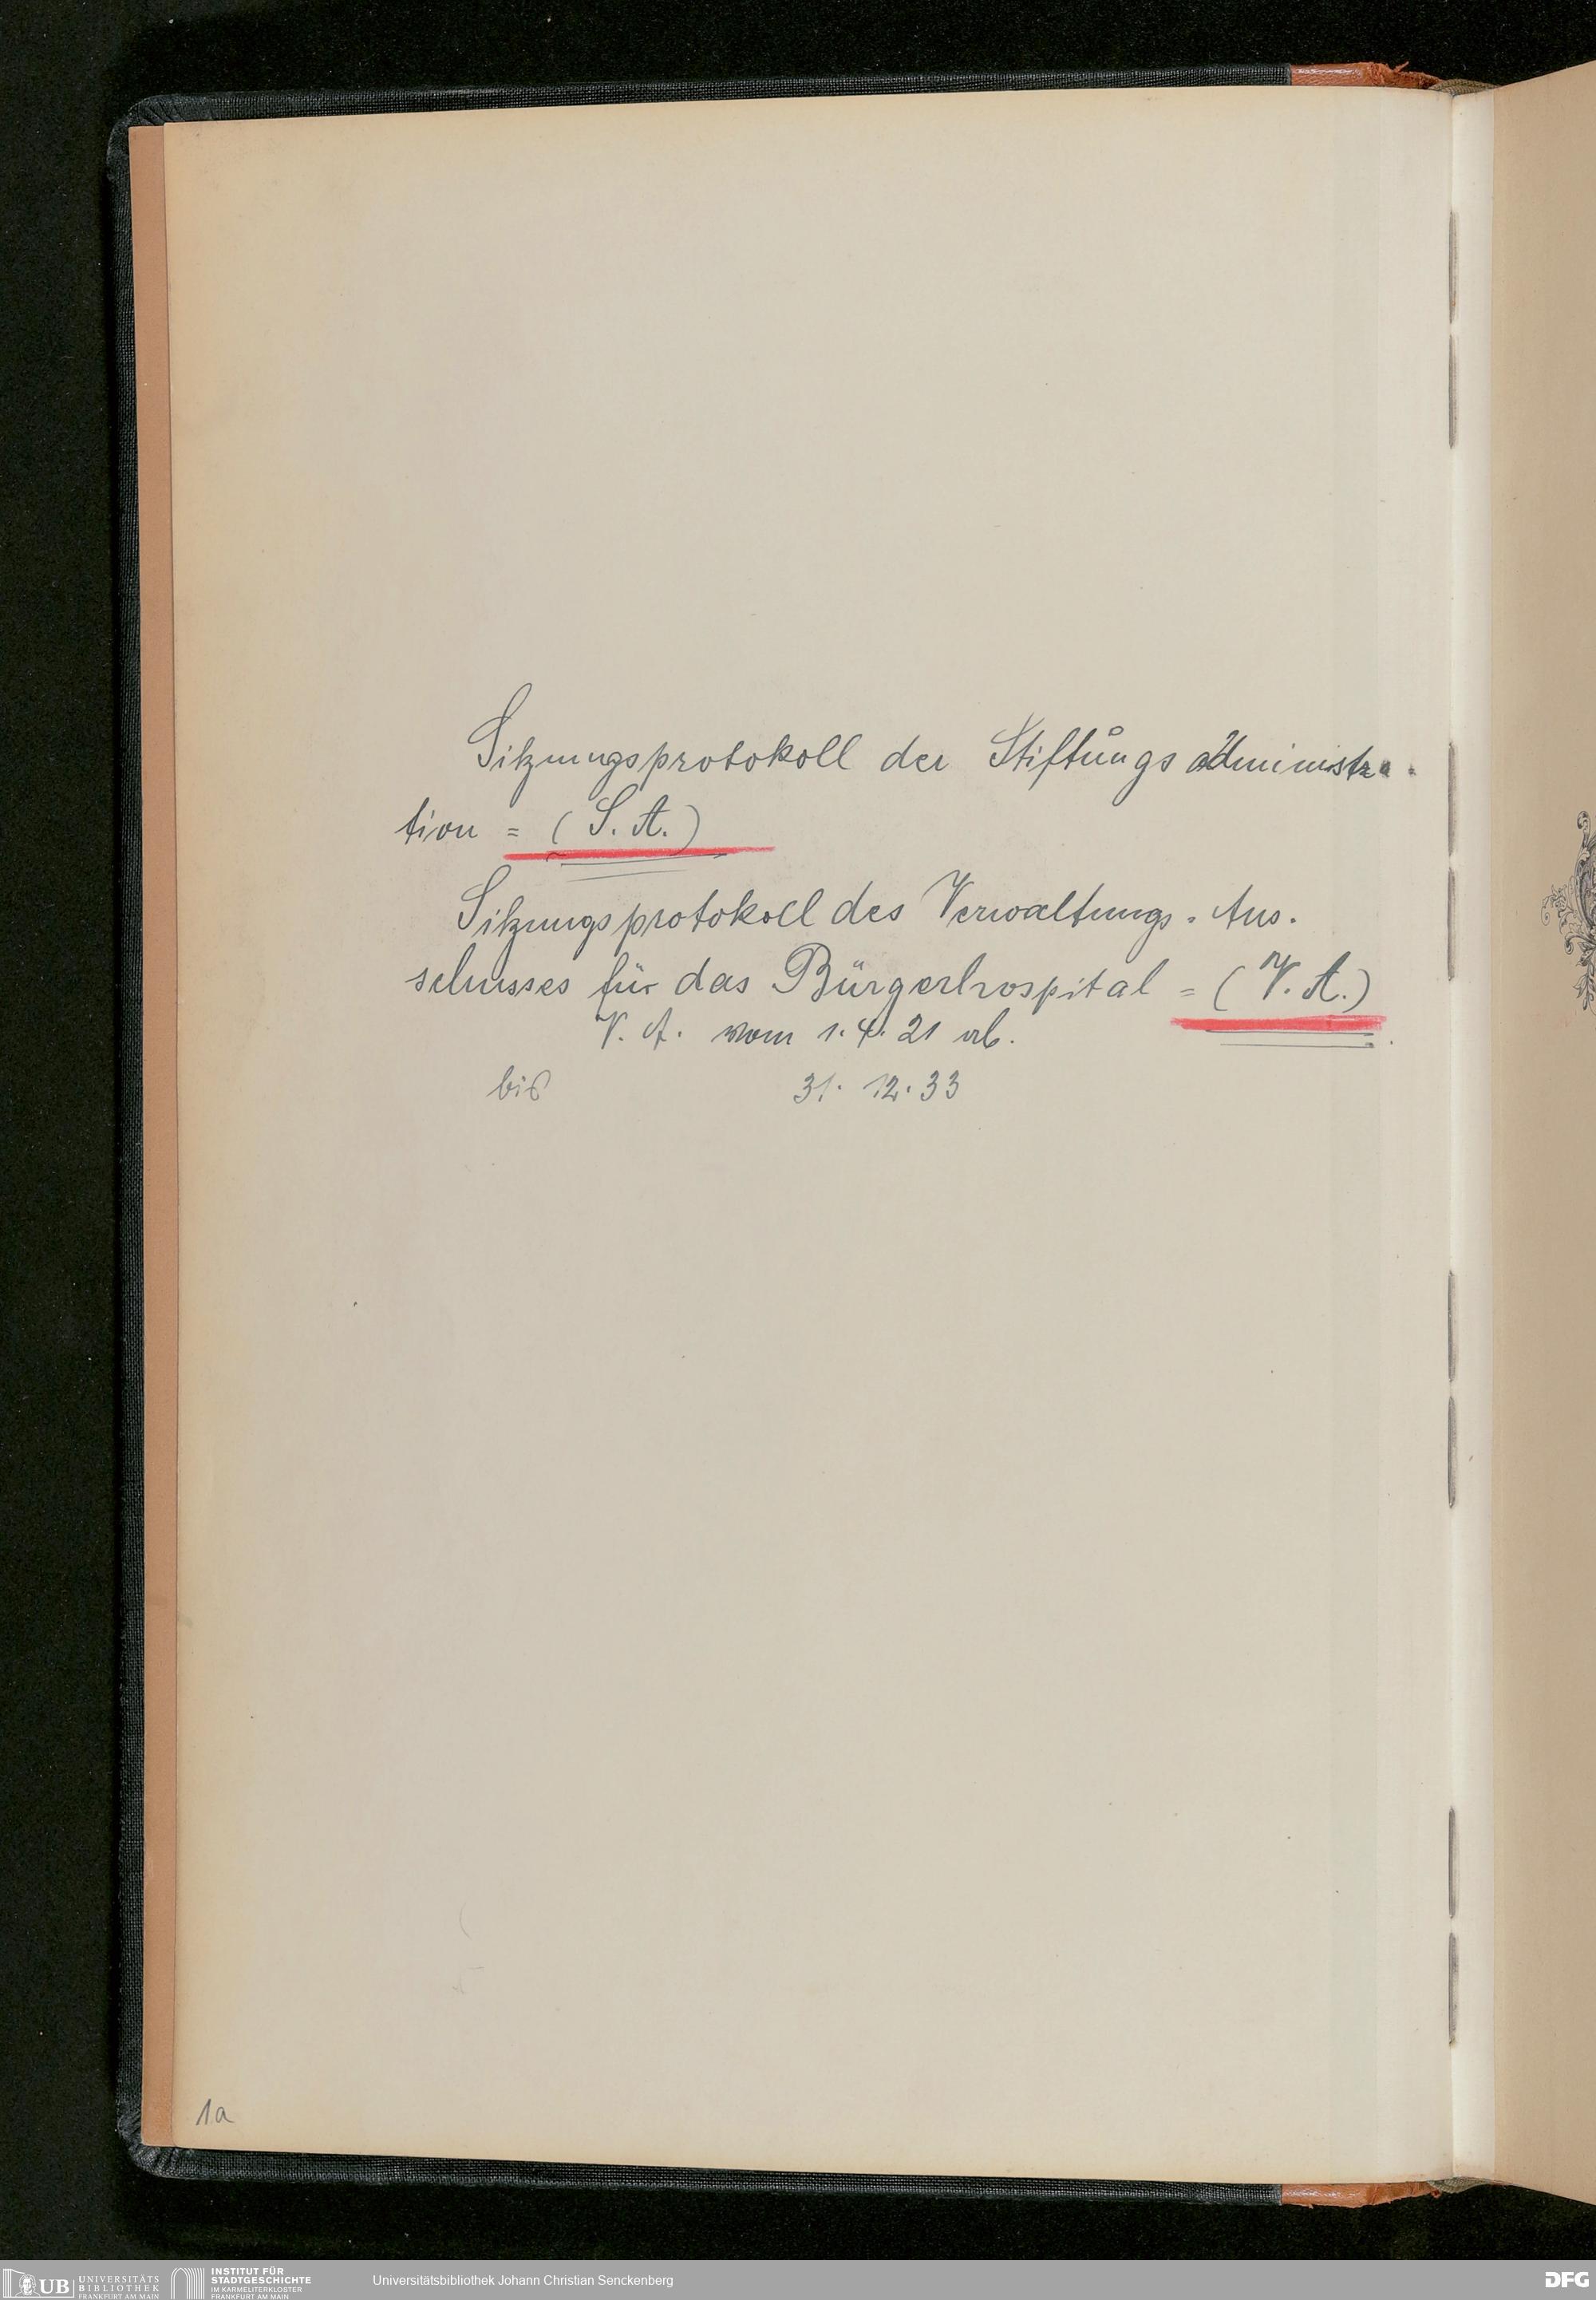 Sitzungsprotokoll der Stiftungsadministra-
tion = (S. A.)
Sitzungsprotokoll des Verwaltungs-Aus-
schusses für das Bürgerhospital = (V. A.)
V. A. vom 1. 4. 21 ab.
bis 31. 12. 33
1a
UB UNIVERSITÄTS BIBLIOTHEK FRANKFURT AM MAIN
INSTITUT FÜR STADTGESCHICHTE IM KARMELITERKLOSTER FRANKFURT AM MAIN
Universitätsbibliothek Johann Christian Senckenberg
DFG